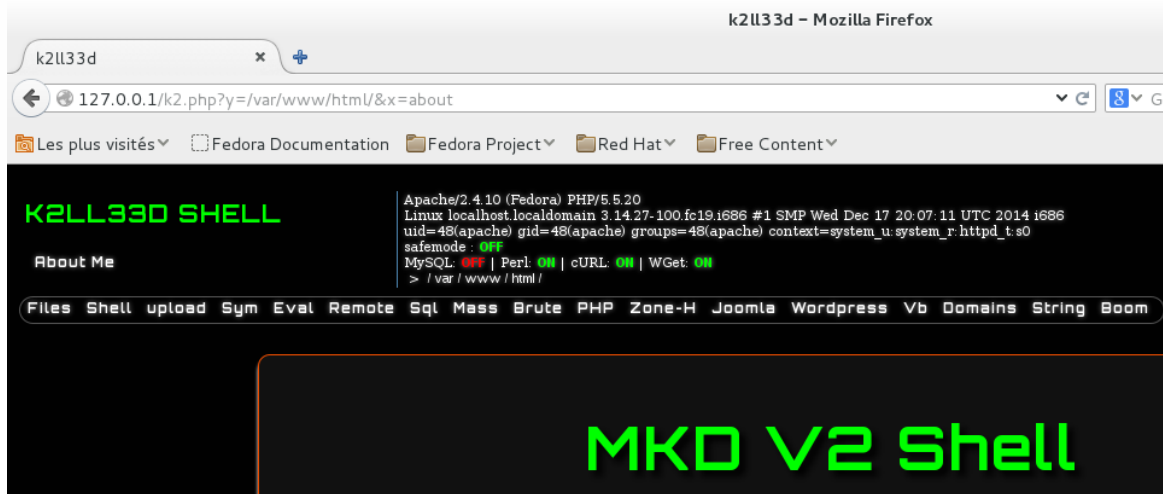 k2ll33d - Mozilla Firefox
k2ll33d
127.0.0.1/k2.php?y=/var/www/html/&x=about
8 G
Les plus visités Fedora Documentation Fedora Project Red Hat Free Content
K2LL33D SHELL
About Me
Apache/2.4.10 (Fedora) PHP/5.5.20
Linux localhost.localdomain 3.14.27-100.fc19.i686 #1 SMP Wed Dec 17 20:07:11 UTC 2014 i686
uid=48(apache) gid=48(apache) groups=48(apache) context=system_u:system_r:httpd_t:s0
safemode : OFF
MySQL: OFF | Perl: ON | cURL: ON | WGet: ON
> / var / www / html /
Files Shell upload Sym Eval Remote Sql Mass Brute PHP Zone-H Joomla Wordpress Vb Domains String Boom
MKD V2 Shell